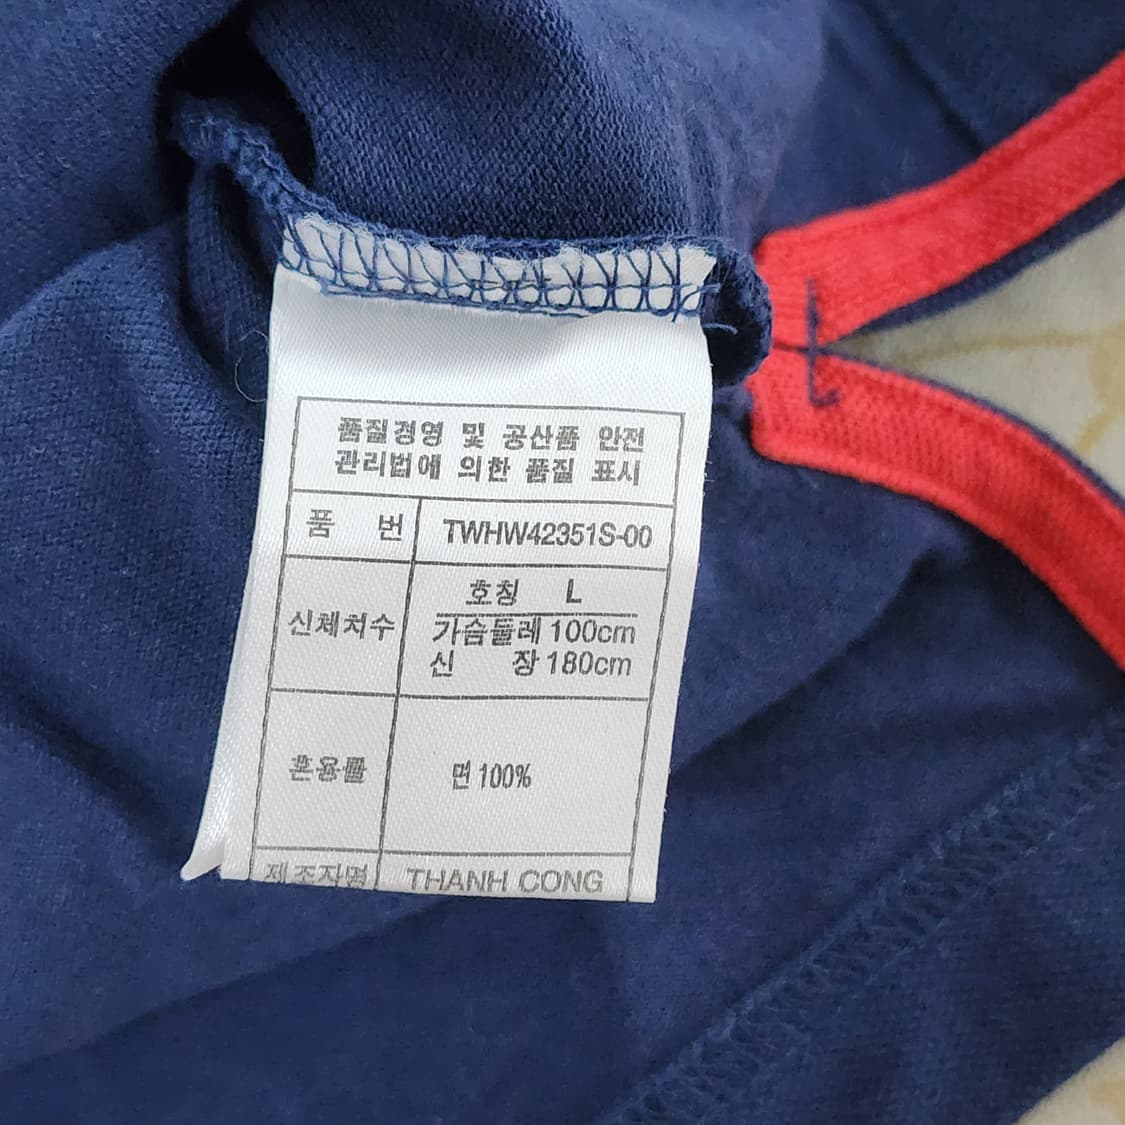 품질경영 및 공산품 안전
관리법에 의한 품질 표시
품 번 TWHW42351S-00
호칭 L
신체처수 가슴둘레 100cm
신 장 180cm
혼용률 면 100%
제조자명 THANH CONG